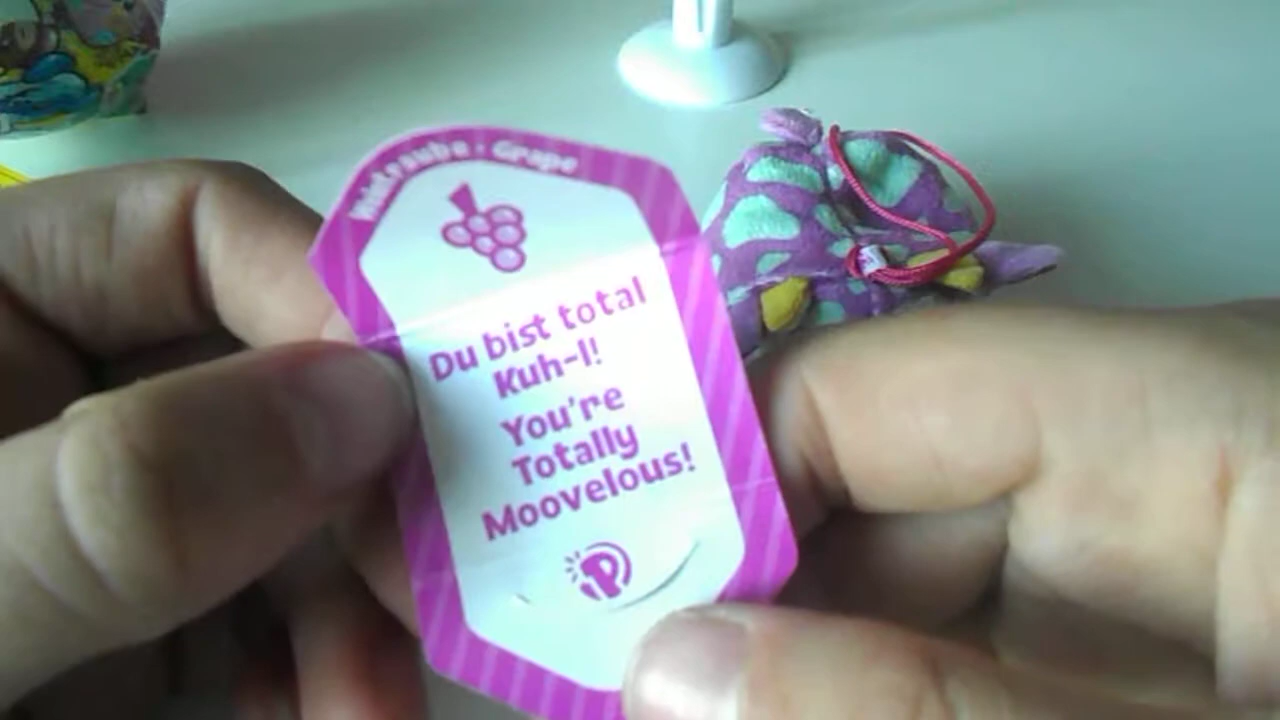 Weintraube · Grape
Du bist total
Kuh-l!
You're
Totally
Moovelous!
P